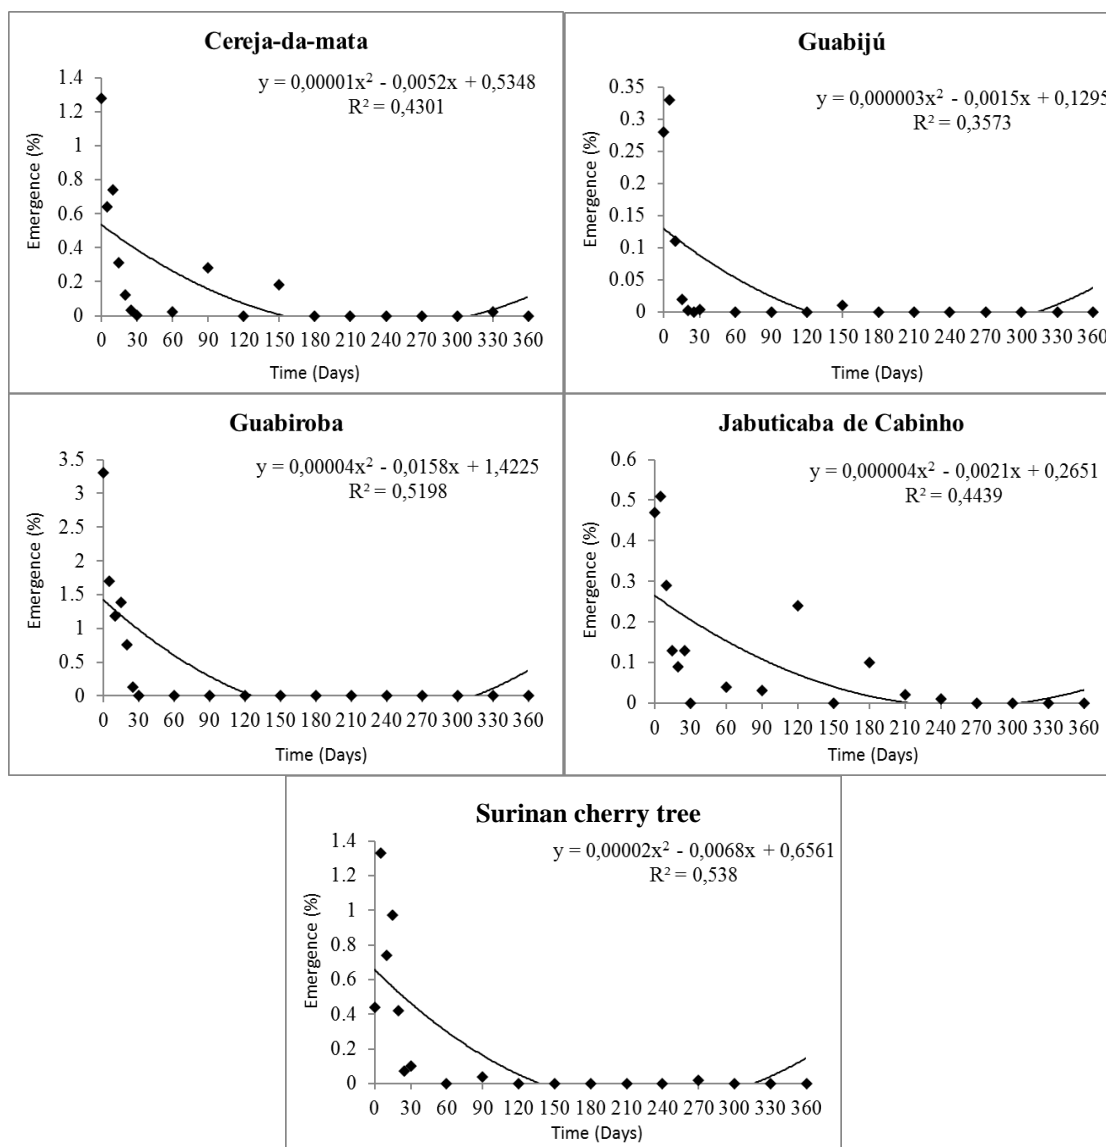 Cereja-da-mata
y = 0,00001x² - 0,0052x + 0,5348
R² = 0,4301
1.4
1.2
1
0.8
0.6
0.4
0.2
0
Emergence (%)
0 30 60 90 120 150 180 210 240 270 300 330 360
Time (Days)
Guabijú
y = 0,000003x² - 0,0015x + 0,1295
R² = 0,3573
0.35
0.3
0.25
0.2
0.15
0.1
0.05
0
Emergence (%)
0 30 60 90 120 150 180 210 240 270 300 330 360
Time (Days)
Guabiroba
y = 0,00004x² - 0,0158x + 1,4225
R² = 0,5198
3.5
3
2.5
2
1.5
1
0.5
0
Emergence (%)
0 30 60 90 120 150 180 210 240 270 300 330 360
Time (Days)
Jabuticaba de Cabinho
y = 0,000004x² - 0,0021x + 0,2651
R² = 0,4439
0.6
0.5
0.4
0.3
0.2
0.1
0
Emergence (%)
0 30 60 90 120 150 180 210 240 270 300 330 360
Time (Days)
Surinan cherry tree
y = 0,00002x² - 0,0068x + 0,6561
R² = 0,538
1.4
1.2
1
0.8
0.6
0.4
0.2
0
Emergence (%)
0 30 60 90 120 150 180 210 240 270 300 330 360
Time (Days)